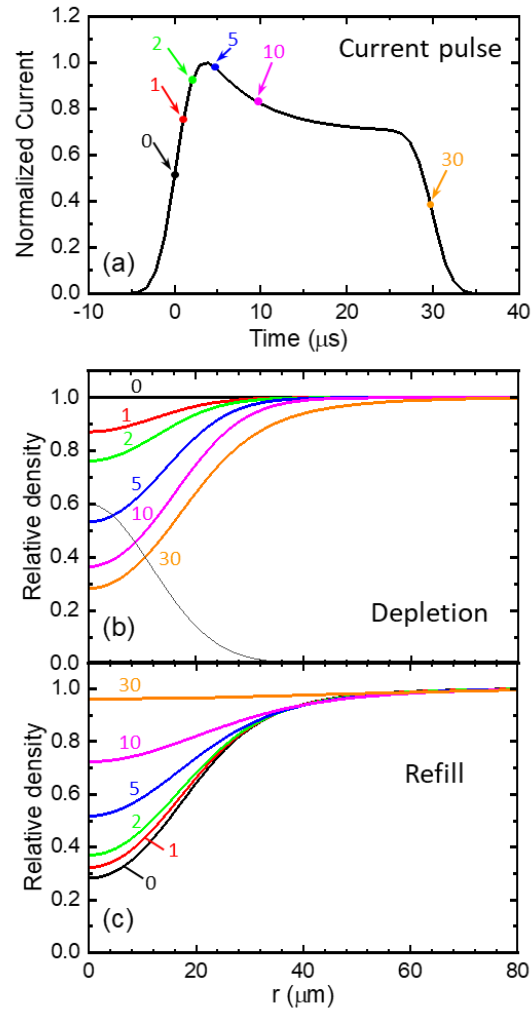 1.2
2
5
Current pulse
10
1.0
1
0.8
0
30
0.6
0.4
0.2
(a)
0.0
Normalized Current
-10 0 10 20 30 40
Time (μs)
0
1.0
1
2
0.8
5
0.6
10
30
0.4
0.2
(b)
Depletion
0.0
Relative density
30
1.0
10
0.8
5
Refill
0.6
2
1
0.4
0
0.2
(c)
0.0
Relative density
0 20 40 60 80
r (μm)